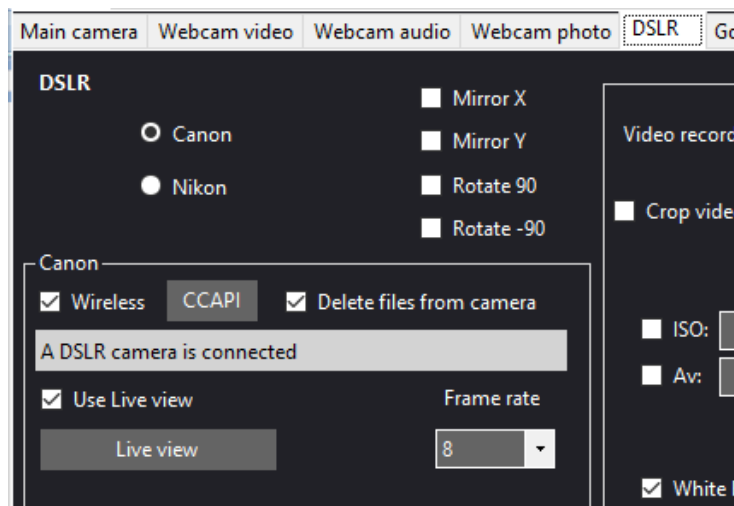 Main camera Webcam video Webcam audio Webcam photo DSLR
DSLR
Canon
Nikon
Mirror X
Mirror Y
Rotate 90
Rotate -90
Canon
Wireless CCAPI Delete files from camera
A DSLR camera is connected
Use Live view Frame rate
Live view 8
Video
Crop
ISO:
Av:
White